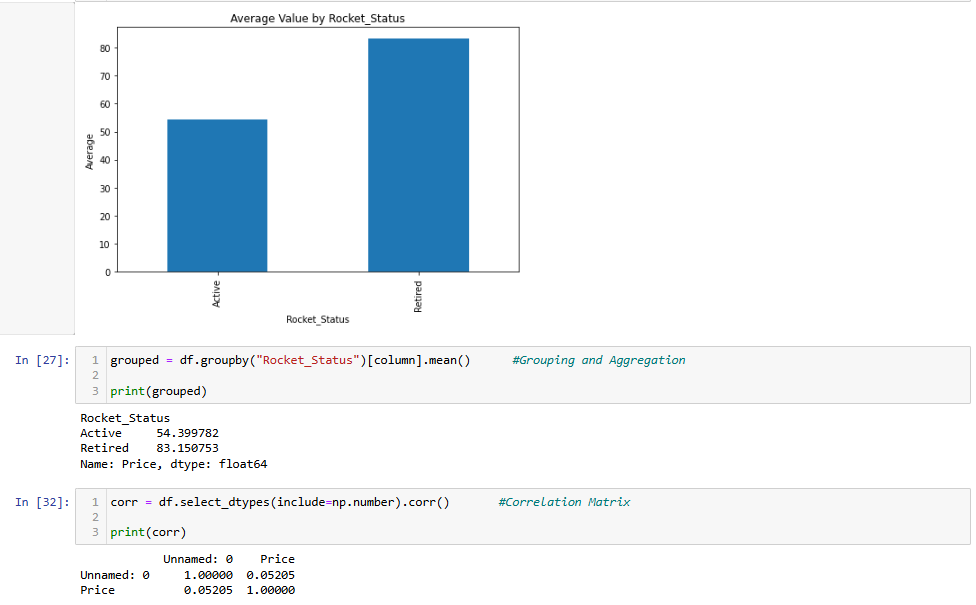 Average Value by Rocket_Status
80
70
60
50
40
30
20
10
0
Average
Active
Retired
Rocket_Status
In [27]:
1 grouped = df.groupby("Rocket_Status")[column].mean()      #Grouping and Aggregation
2
3 print(grouped)
Rocket_Status
Active     54.399782
Retired    83.150753
Name: Price, dtype: float64
In [32]:
1 corr = df.select_dtypes(include=np.number).corr()       #Correlation Matrix
2
3 print(corr)
            Unnamed: 0    Price
Unnamed: 0     1.00000  0.05205
Price          0.05205  1.00000